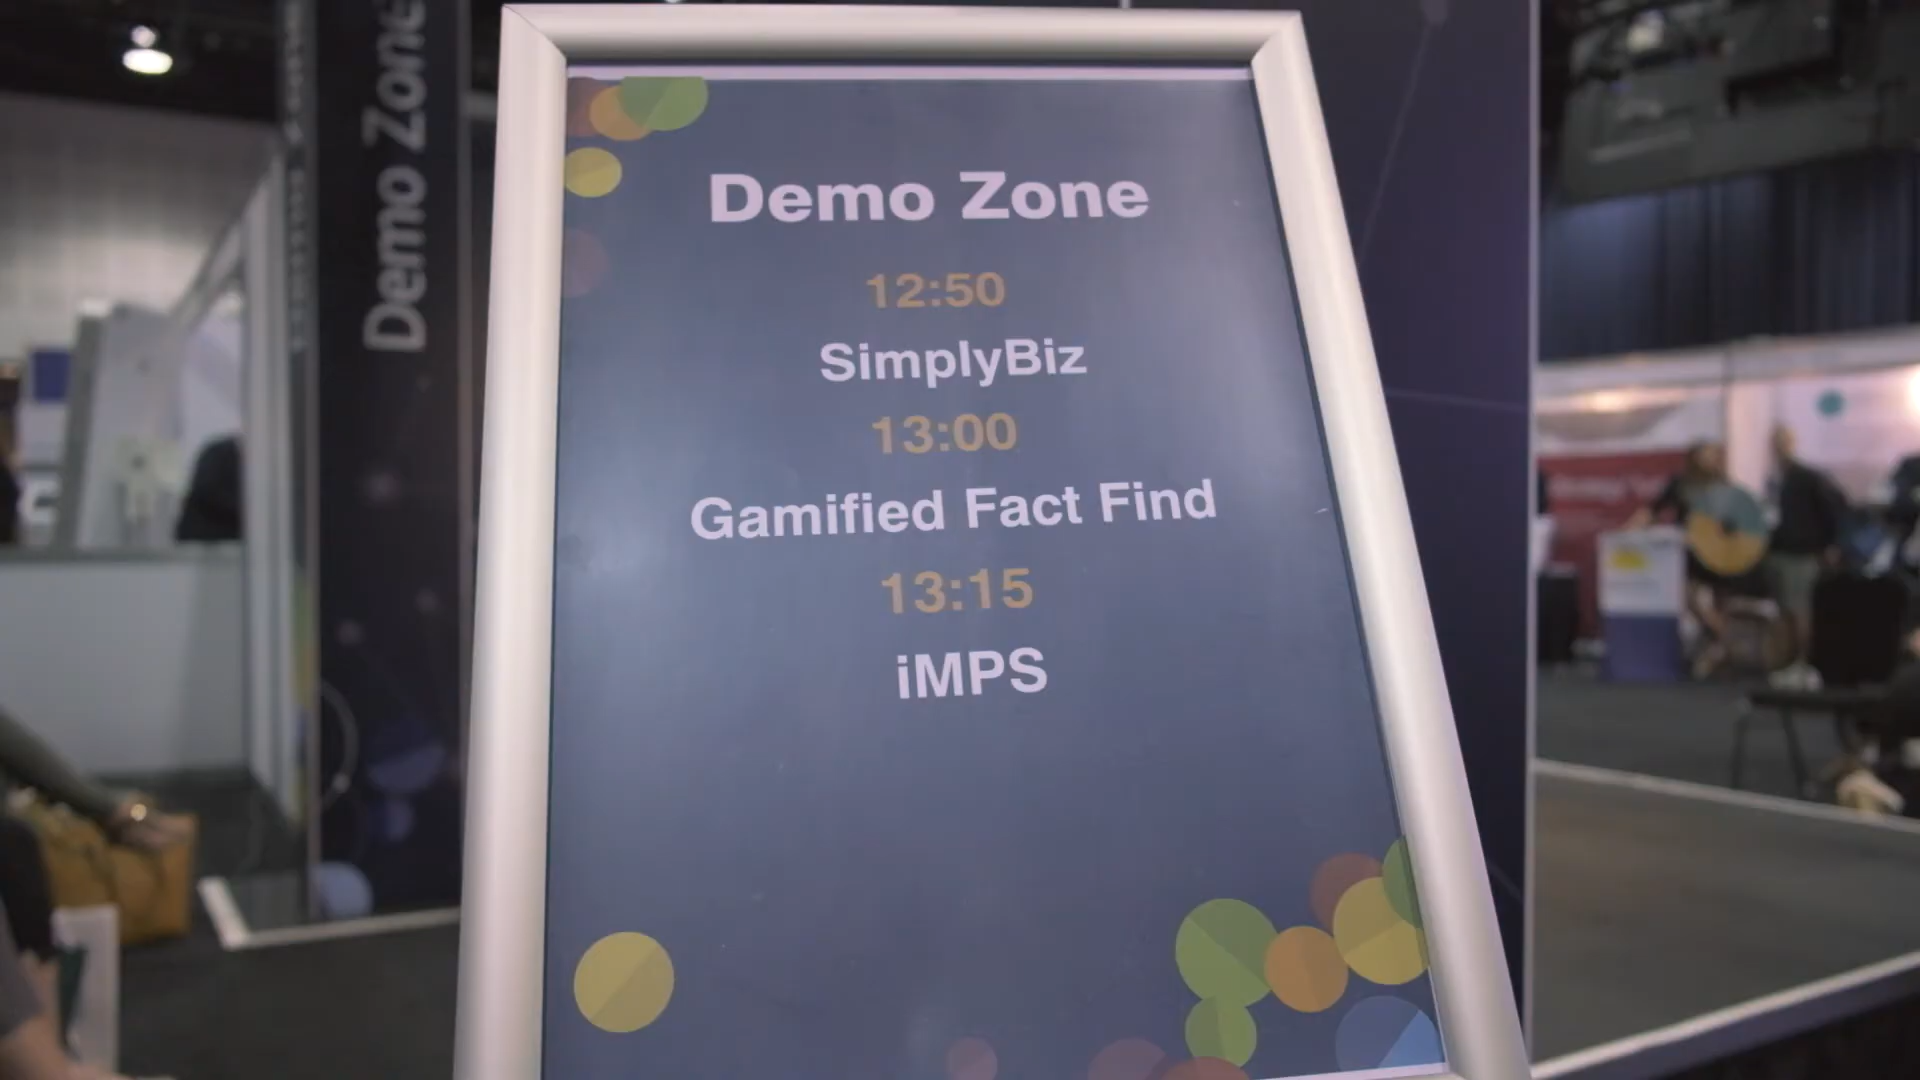 Demo Zone
Demo Zone
12:50
SimplyBiz
13:00
Gamified Fact Find
13:15
iMPS